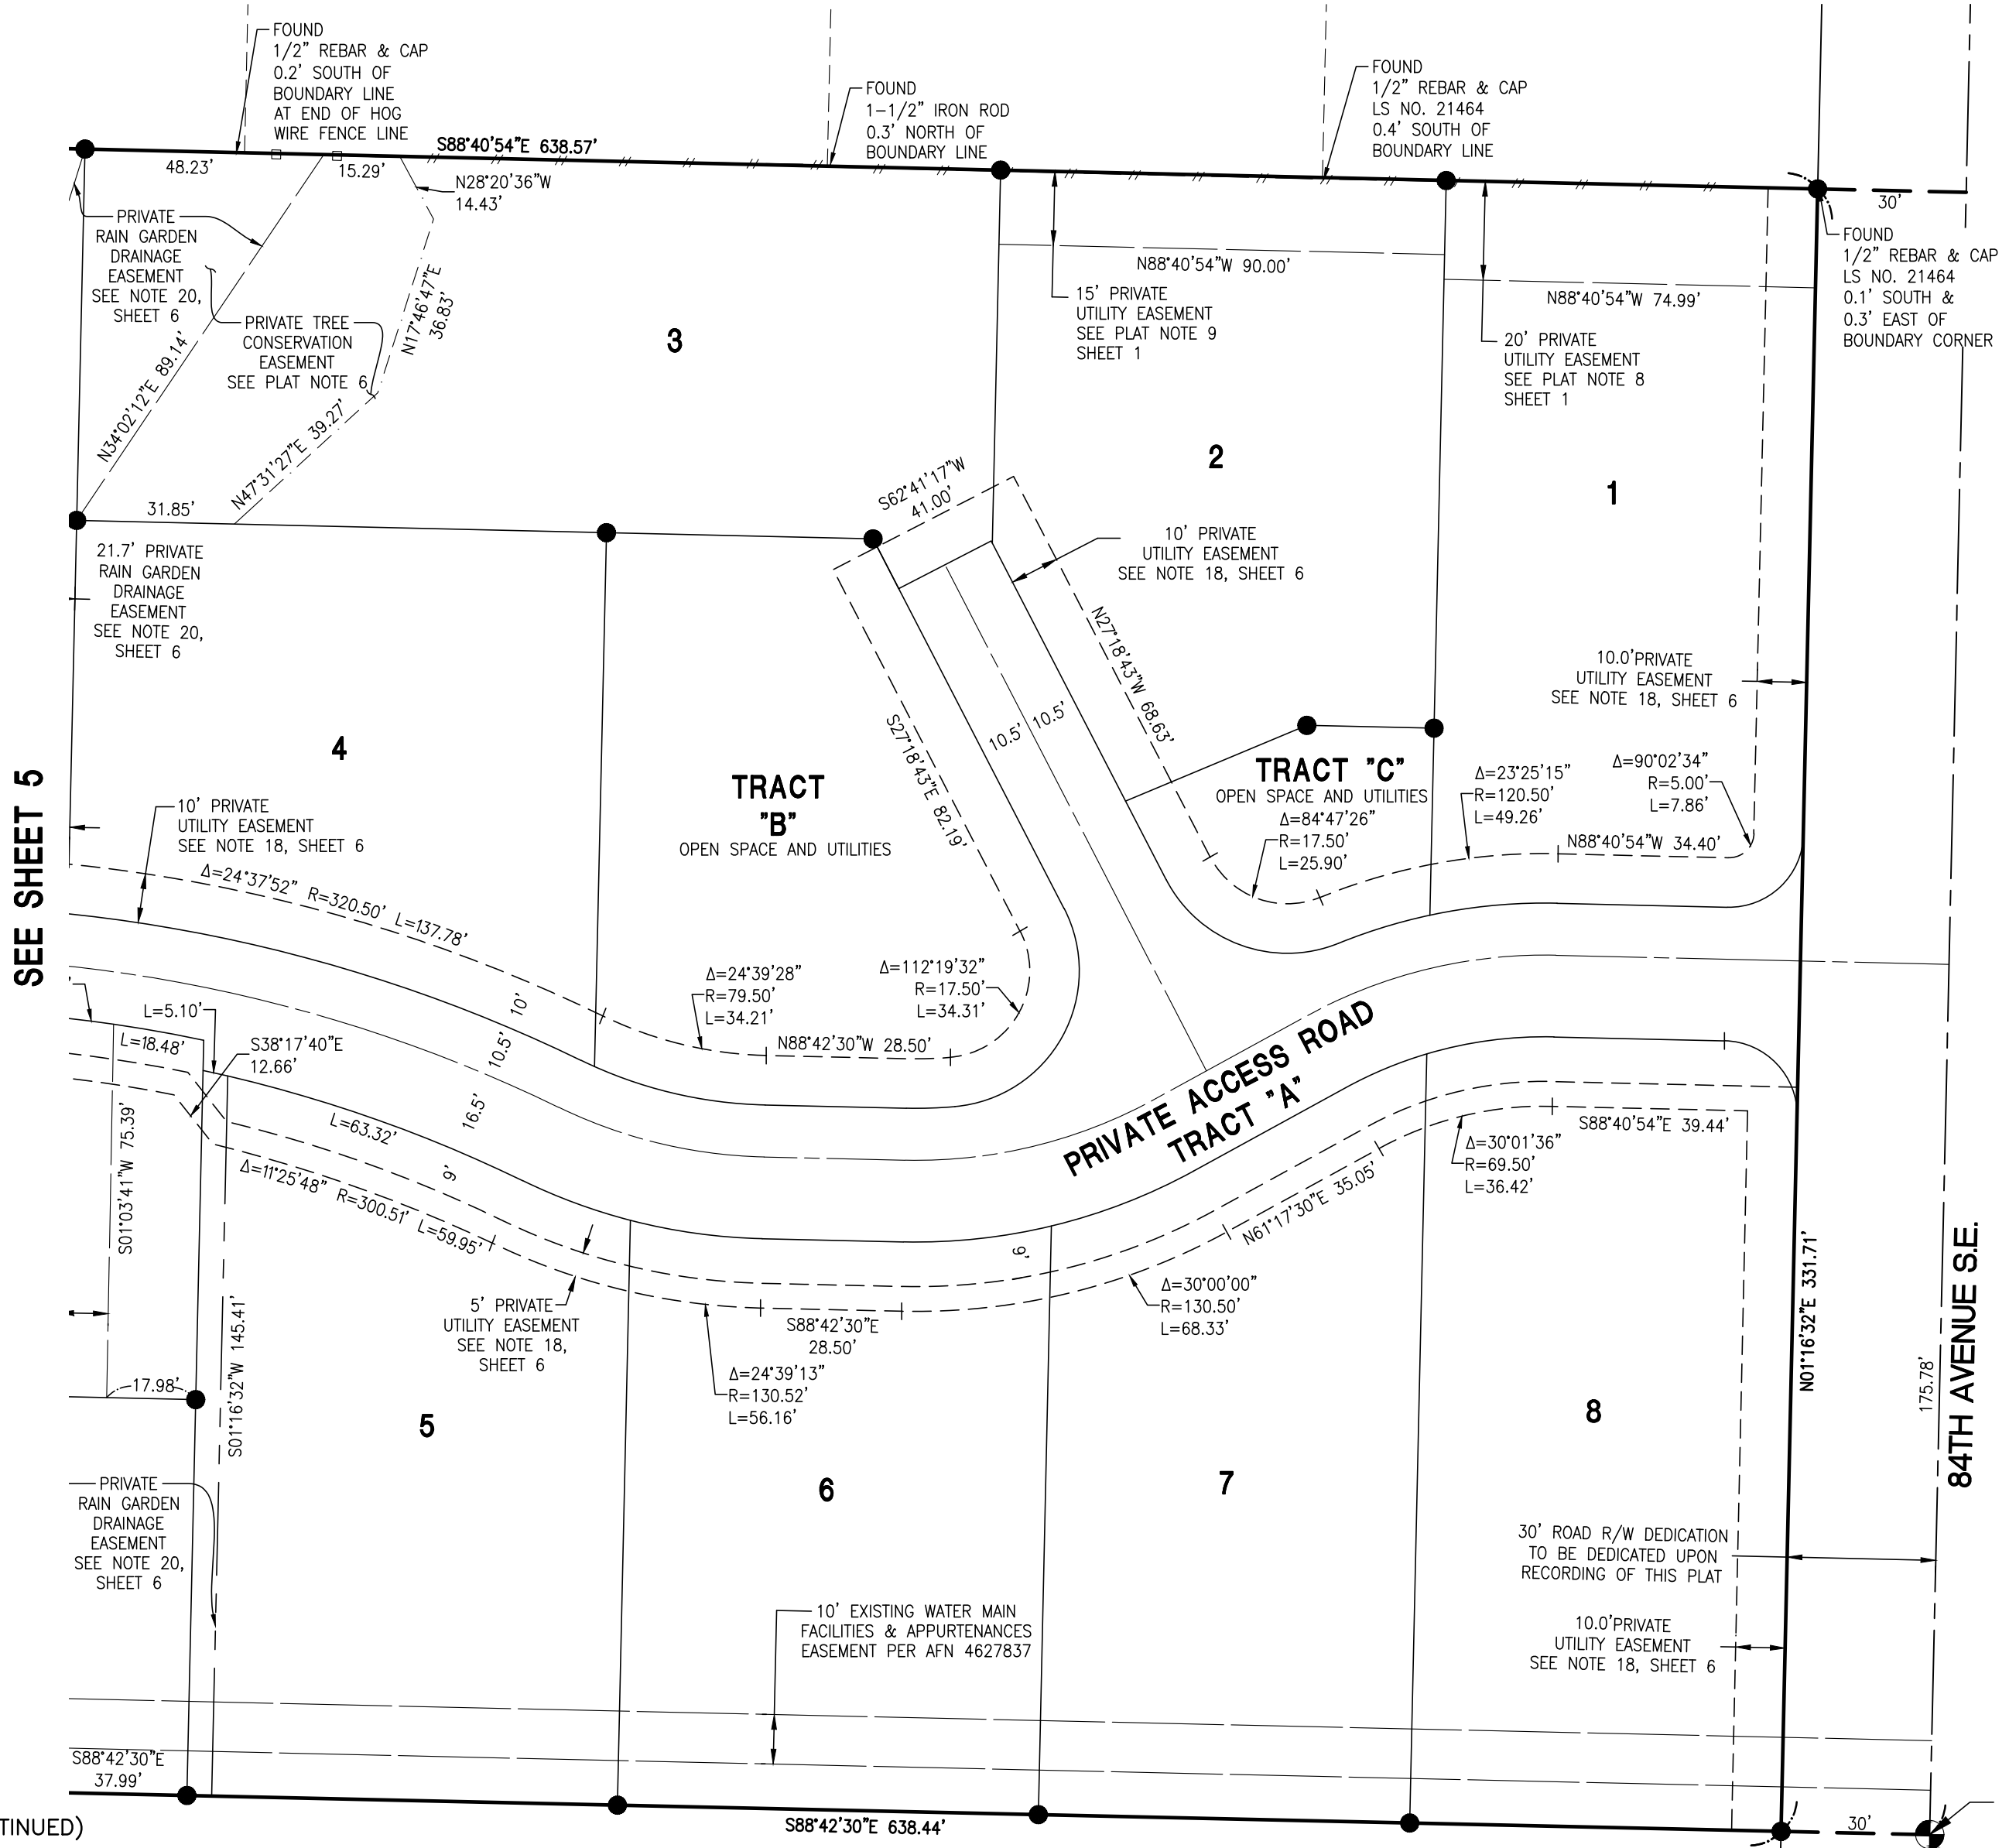 FOUND
1/2" REBAR & CAP
0.2' SOUTH OF
BOUNDARY LINE
AT END OF HOG
WIRE FENCE LINE
FOUND
1-1/2" IRON ROD
0.3' NORTH OF
BOUNDARY LINE
FOUND
1/2" REBAR & CAP
LS NO. 21464
0.4' SOUTH OF
BOUNDARY LINE
S88°40'54"E 638.57'
48.23'
15.29'
N28°20'36"W
14.43'
30'
FOUND
1/2" REBAR & CAP
LS NO. 21464
0.1' SOUTH &
0.3' EAST OF
BOUNDARY CORNER
PRIVATE
RAIN GARDEN
DRAINAGE
EASEMENT
SEE NOTE 20,
SHEET 6
PRIVATE TREE
CONSERVATION
EASEMENT
SEE PLAT NOTE 6
N17°46'47"E
36.83'
N34°02'12"E 89.14'
N47°31'27"E 39.27'
3
N88°40'54"W 90.00'
15' PRIVATE
UTILITY EASEMENT
SEE PLAT NOTE 9
SHEET 1
N88°40'54"W 74.99'
20' PRIVATE
UTILITY EASEMENT
SEE PLAT NOTE 8
SHEET 1
2
1
31.85'
S62°41'17"W
41.00'
10' PRIVATE
UTILITY EASEMENT
SEE NOTE 18, SHEET 6
21.7' PRIVATE
RAIN GARDEN
DRAINAGE
EASEMENT
SEE NOTE 20,
SHEET 6
N27°18'43"W 68.63'
10.5'
10.5'
S27°18'43"E 82.19'
10.0'PRIVATE
UTILITY EASEMENT
SEE NOTE 18, SHEET 6
4
TRACT
"B"
OPEN SPACE AND UTILITIES
TRACT "C"
OPEN SPACE AND UTILITIES
Δ=84°47'26"
R=17.50'
L=25.90'
Δ=23°25'15"
R=120.50'
L=49.26'
Δ=90°02'34"
R=5.00'
L=7.86'
N88°40'54"W 34.40'
SEE SHEET 5
10' PRIVATE
UTILITY EASEMENT
SEE NOTE 18, SHEET 6
Δ=24°37'52" R=320.50' L=137.78'
Δ=24°39'28"
R=79.50'
L=34.21'
Δ=112°19'32"
R=17.50'
L=34.31'
N88°42'30"W 28.50'
10'
10.5'
16.5'
9'
L=5.10'
L=18.48'
S38°17'40"E
12.66'
L=63.32'
PRIVATE ACCESS ROAD
TRACT "A"
S01°03'41"W 75.39'
Δ=11°25'48" R=300.51' L=59.95'
S88°40'54"E 39.44'
Δ=30°01'36"
R=69.50'
L=36.42'
N61°17'30"E 35.05'
9'
Δ=30°00'00"
R=130.50'
L=68.33'
5' PRIVATE
UTILITY EASEMENT
SEE NOTE 18,
SHEET 6
S88°42'30"E
28.50'
Δ=24°39'13"
R=130.52'
L=56.16'
17.98'
S01°16'32"W 145.41'
N01°16'32"E 331.71'
175.78'
84TH AVENUE S.E.
5
6
7
8
PRIVATE
RAIN GARDEN
DRAINAGE
EASEMENT
SEE NOTE 20,
SHEET 6
30' ROAD R/W DEDICATION
TO BE DEDICATED UPON
RECORDING OF THIS PLAT
10' EXISTING WATER MAIN
FACILITIES & APPURTENANCES
EASEMENT PER AFN 4627837
10.0'PRIVATE
UTILITY EASEMENT
SEE NOTE 18, SHEET 6
S88°42'30"E
37.99'
S88°42'30"E 638.44'
30'
TINUED)